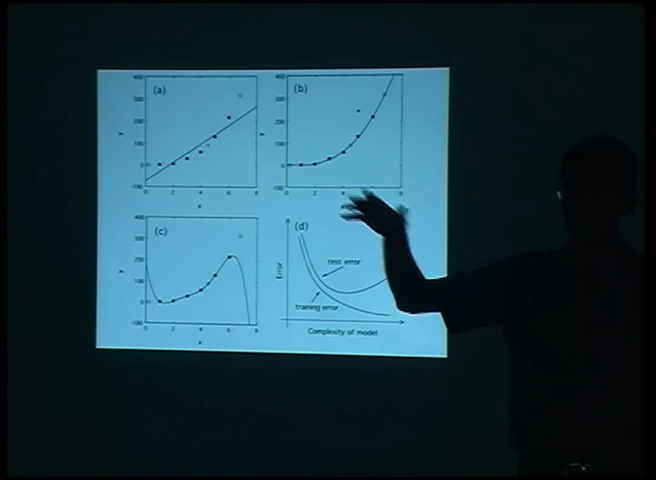 (a)
400
300
200
100
0
-100
y
0 2 4 6 8
x
(b)
400
300
200
100
0
-100
y
0 2 4 8
(c)
400
300
200
100
0
-100
y
0 2 4 6 8
x
(d)
Error
test error
training error
Complexity of model